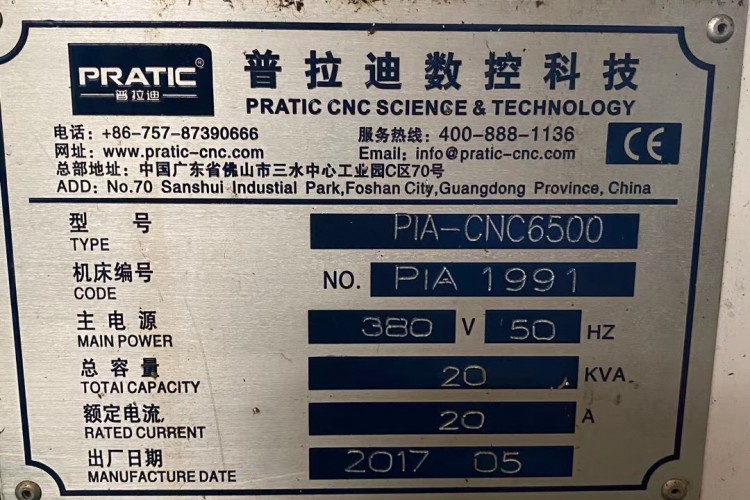 PRATIC®
普拉迪
普拉迪数控科技
PRATIC CNC SCIENCE & TECHNOLOGY
电话：+86-757-87390666 服务热线：400-888-1136
网址：www.pratic-cnc.com Email：info@pratic-cnc.com
CE
总部地址：中国广东省佛山市三水中心工业园C区70号
ADD：No.70 Sanshui Industial Park,Foshan City,Guangdong Province, China
型号 PIA-CNC6500
TYPE
机床编号 NO. PIA 1991
CODE
主电源 380 V 50 HZ
MAIN POWER
总容量 20 KVA
TOTAI CAPACITY
额定电流 20 A
RATED CURRENT
出厂日期 2017 05
MANUFACTURE DATE